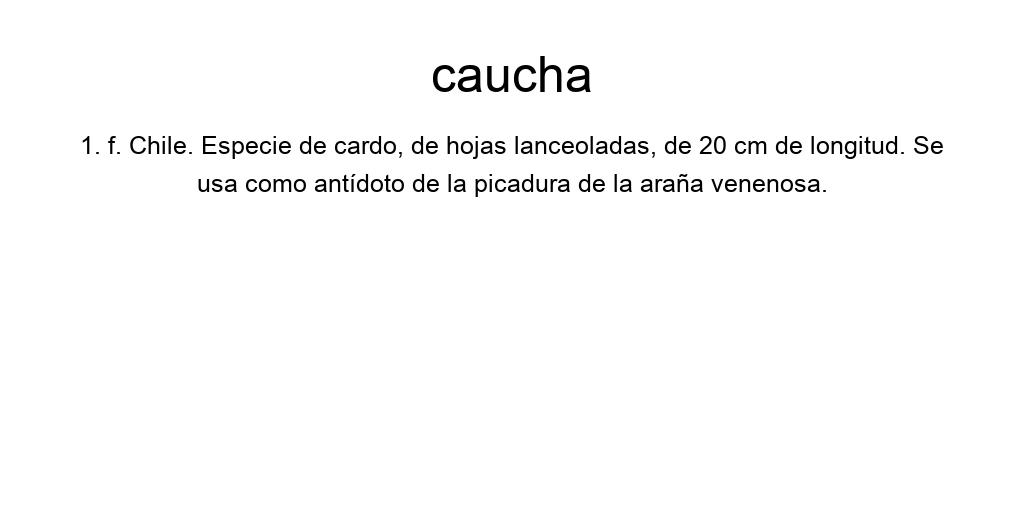 caucha
1. f. Chile. Especie de cardo, de hojas lanceoladas, de 20 cm de longitud. Se
usa como antídoto de la picadura de la araña venenosa.